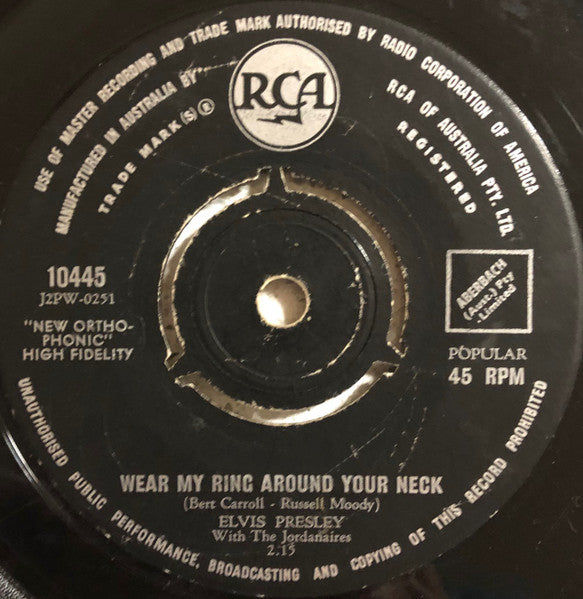 USE OF MASTER RECORDING AND TRADE MARK AUTHORISED BY RADIO CORPORATION OF AMERICA
MANUFACTURED IN AUSTRALIA BY RCA OF AUSTRALIA PTY. LTD.
TRADE MARK(S) ® REGISTERED
RCA
10445
J2PW-0251
"NEW ORTHO-
PHONIC"
HIGH FIDELITY
ABERBACH
(Aust.) Pty
Limited
POPULAR
45 RPM
WEAR MY RING AROUND YOUR NECK
(Bert Carroll - Russell Moody)
ELVIS PRESLEY
With The Jordanaires
2.15
UNAUTHORISED PUBLIC PERFORMANCE, BROADCASTING AND COPYING OF THIS RECORD PROHIBITED